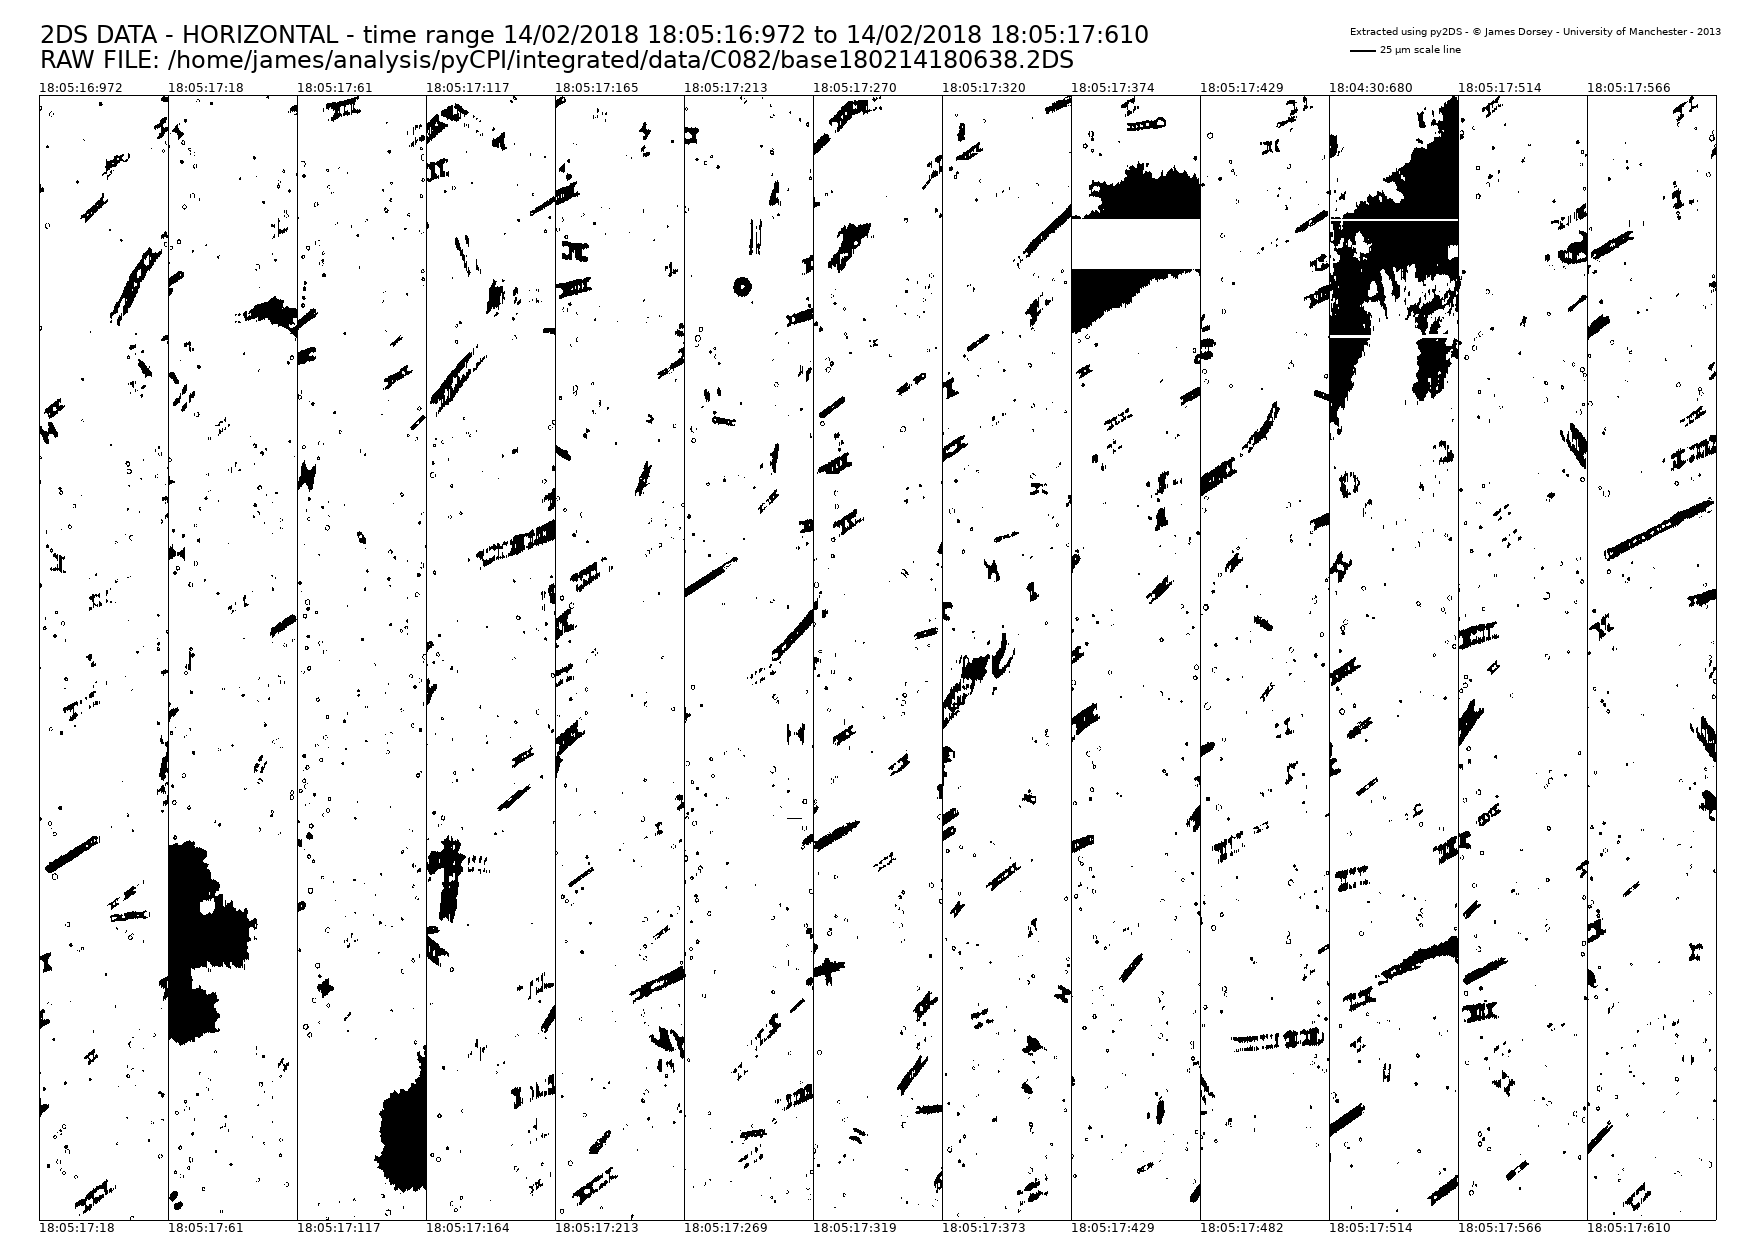 2DS DATA - HORIZONTAL - time range 14/02/2018 18:05:16:972 to 14/02/2018 18:05:17:610
RAW FILE: /home/james/analysis/pyCPI/integrated/data/C082/base180214180638.2DS
Extracted using py2DS - © James Dorsey - University of Manchester - 2013
25 µm scale line
18:05:16:972 18:05:17:18 18:05:17:61 18:05:17:117 18:05:17:165 18:05:17:213 18:05:17:270 18:05:17:320 18:05:17:374 18:05:17:429 18:04:30:680 18:05:17:514 18:05:17:566
18:05:17:18 18:05:17:61 18:05:17:117 18:05:17:164 18:05:17:213 18:05:17:269 18:05:17:319 18:05:17:373 18:05:17:429 18:05:17:482 18:05:17:514 18:05:17:566 18:05:17:610